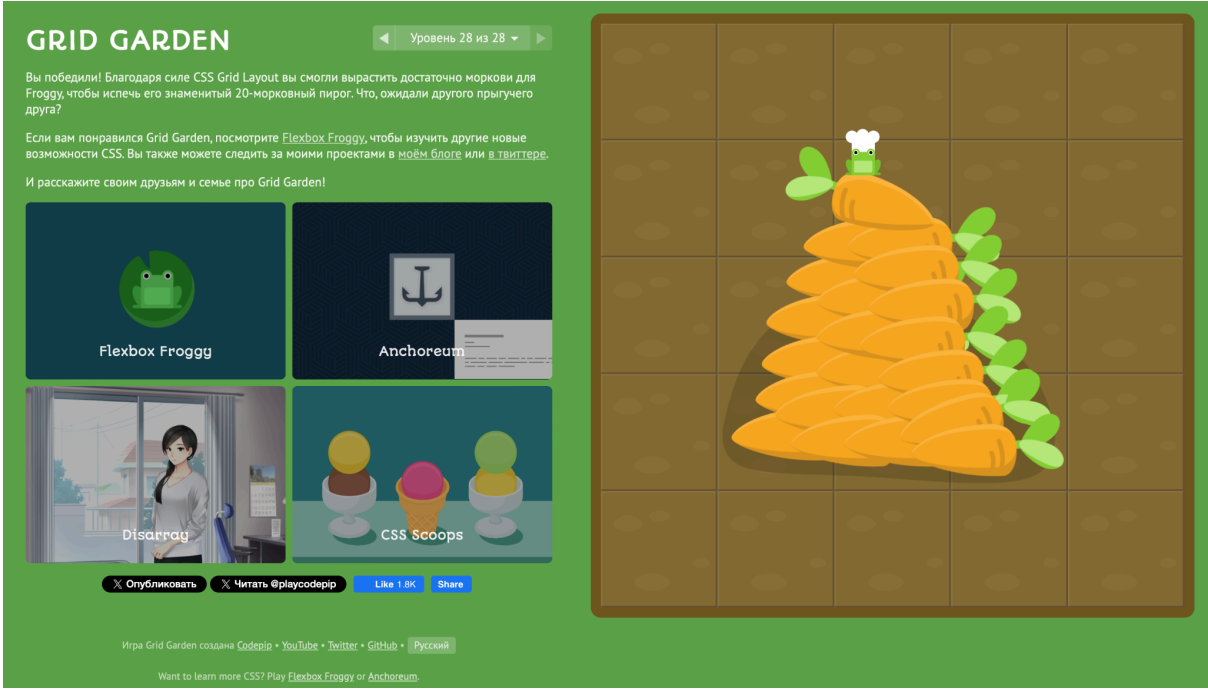 GRID GARDEN
Уровень 28 из 28
Вы победили! Благодаря силе CSS Grid Layout вы смогли вырастить достаточно моркови для
Froggy, чтобы испечь его знаменитый 20-морковный пирог. Что, ожидали другого прыгучего
друга?
Если вам понравился Grid Garden, посмотрите Flexbox Froggy, чтобы изучить другие новые
возможности CSS. Вы также можете следить за моими проектами в моём блоге или в твиттере.
И расскажите своим друзьям и семье про Grid Garden!
Flexbox Froggy
Anchoreum
Disarray
CSS Scoops
Опубликовать
Читать @playcodepip
Like 1.8K
Share
Игра Grid Garden создана Codepip • YouTube • Twitter • GitHub • Русский
Want to learn more CSS? Play Flexbox Froggy or Anchoreum.